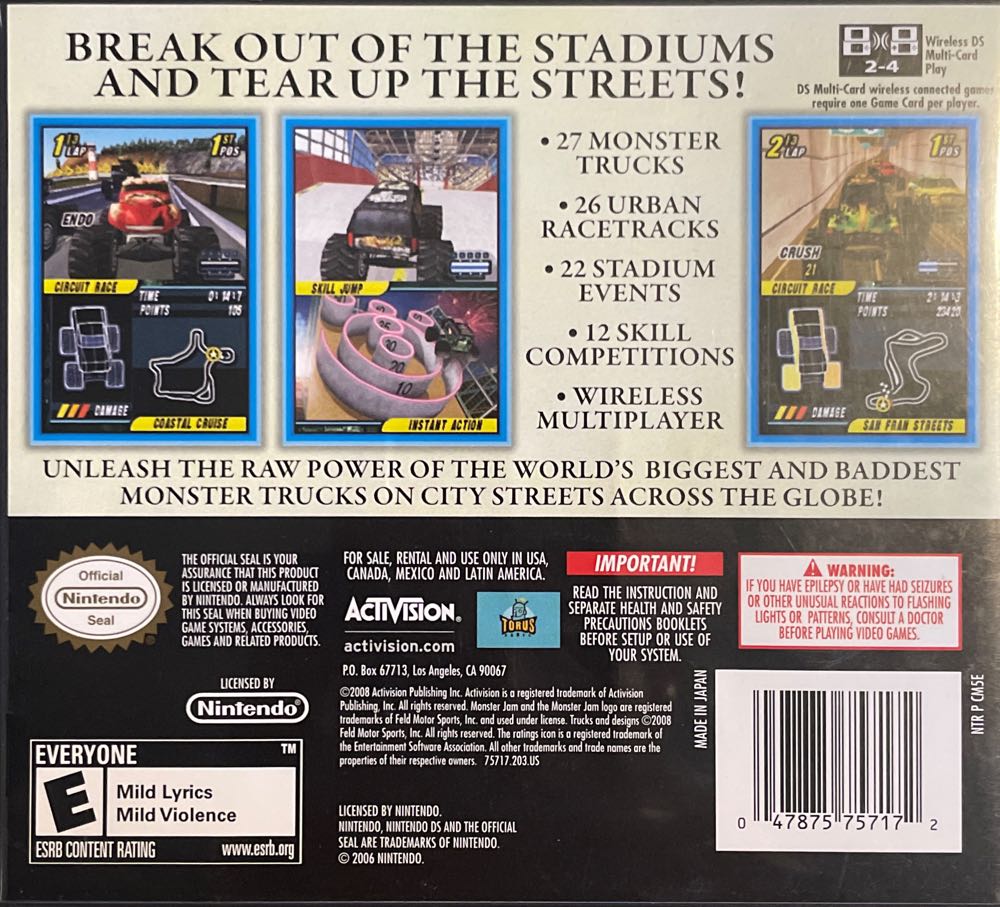 BREAK OUT OF THE STADIUMS
AND TEAR UP THE STREETS!
2-4
Wireless DS
Multi-Card
Play
DS Multi-Card wireless connected games
require one Game Card per player.
1/3 LAP
1ST POS
ENDO
CIRCUIT RACE
TIME
POINTS 105
DAMAGE
COASTAL CRUISE
SKILL JUMP
20
10
INSTANT ACTION
• 27 MONSTER
TRUCKS
• 26 URBAN
RACETRACKS
• 22 STADIUM
EVENTS
• 12 SKILL
COMPETITIONS
• WIRELESS
MULTIPLAYER
2/3 LAP
1ST POS
CRUSH
21
CIRCUIT RACE
TIME
POINTS
DAMAGE
SAN FRAN STREETS
UNLEASH THE RAW POWER OF THE WORLD'S BIGGEST AND BADDEST
MONSTER TRUCKS ON CITY STREETS ACROSS THE GLOBE!
Official
Nintendo
Seal
THE OFFICIAL SEAL IS YOUR
ASSURANCE THAT THIS PRODUCT
IS LICENSED OR MANUFACTURED
BY NINTENDO. ALWAYS LOOK FOR
THIS SEAL WHEN BUYING VIDEO
GAME SYSTEMS, ACCESSORIES,
GAMES AND RELATED PRODUCTS.
LICENSED BY
Nintendo®
EVERYONE ™
E
Mild Lyrics
Mild Violence
ESRB CONTENT RATING www.esrb.org
FOR SALE, RENTAL AND USE ONLY IN USA,
CANADA, MEXICO AND LATIN AMERICA.
ACTIVISION®
activision.com
TORUS
GAMES
P.O. Box 67713, Los Angeles, CA 90067
©2008 Activision Publishing Inc. Activision is a registered trademark of Activision
Publishing, Inc. All rights reserved. Monster Jam and the Monster Jam logo are registered
trademarks of Feld Motor Sports, Inc. and used under license. Trucks and designs ©2008
Feld Motor Sports, Inc. All rights reserved. The ratings icon is a registered trademark of
the Entertainment Software Association. All other trademarks and trade names are the
properties of their respective owners. 75717.203.US
LICENSED BY NINTENDO.
NINTENDO, NINTENDO DS AND THE OFFICIAL
SEAL ARE TRADEMARKS OF NINTENDO.
© 2006 NINTENDO.
IMPORTANT!
READ THE INSTRUCTION AND
SEPARATE HEALTH AND SAFETY
PRECAUTIONS BOOKLETS
BEFORE SETUP OR USE OF
YOUR SYSTEM.
WARNING:
IF YOU HAVE EPILEPSY OR HAVE HAD SEIZURES
OR OTHER UNUSUAL REACTIONS TO FLASHING
LIGHTS OR PATTERNS, CONSULT A DOCTOR
BEFORE PLAYING VIDEO GAMES.
MADE IN JAPAN
0 47875 75717 2
NTR P CM5E